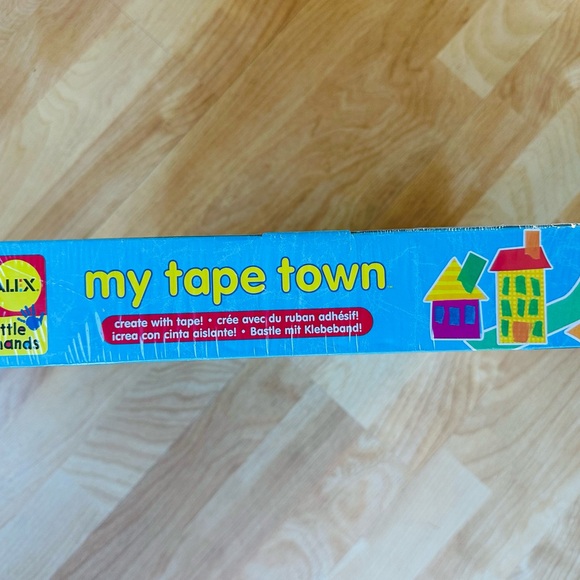 ALEX
ttle
hands
my tape town
create with tape! • crée avec du ruban adhésif!
¡crea con cinta aislante! • Bastle mit Klebeband!